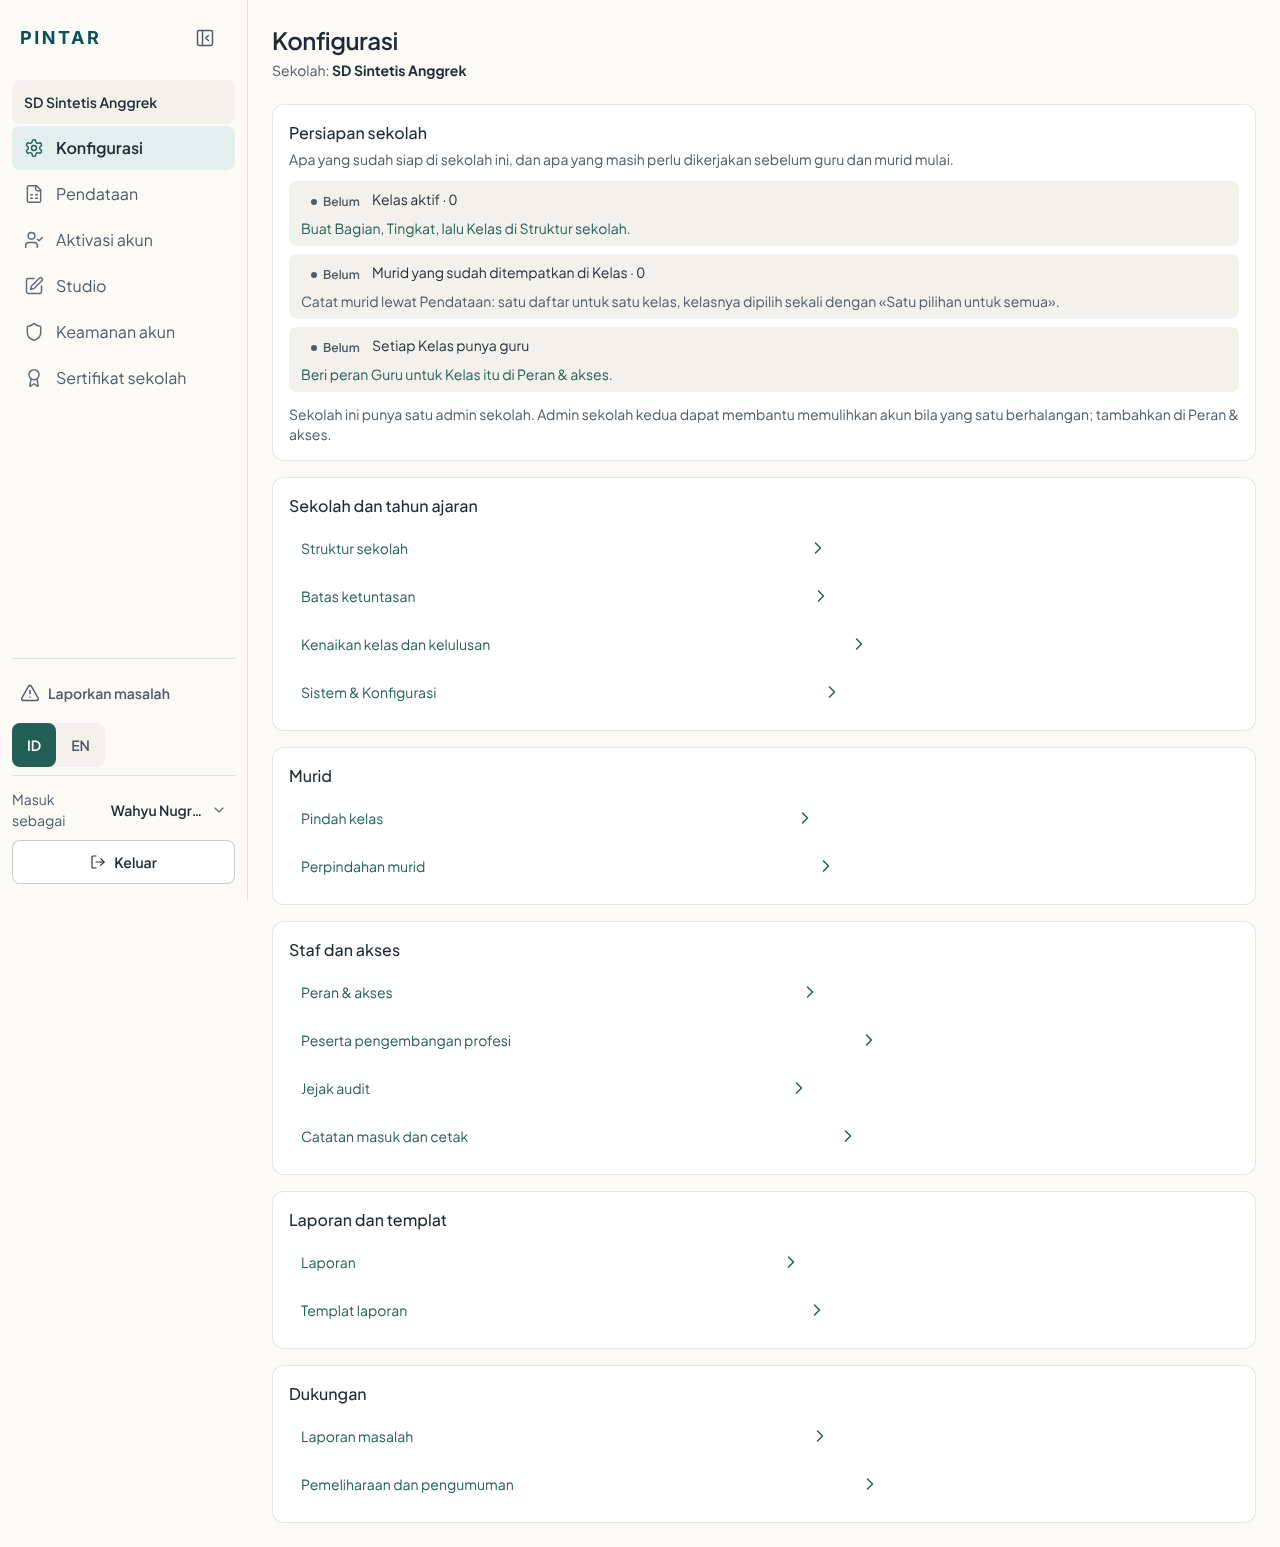 PINTAR
SD Sintetis Anggrek
Konfigurasi
Pendataan
Aktivasi akun
Studio
Keamanan akun
Sertifikat sekolah
Laporkan masalah
ID EN
Masuk sebagai
Wahyu Nugr...
Keluar
Konfigurasi
Sekolah: SD Sintetis Anggrek
Persiapan sekolah
Apa yang sudah siap di sekolah ini, dan apa yang masih perlu dikerjakan sebelum guru dan murid mulai.
• Belum Kelas aktif · 0
Buat Bagian, Tingkat, lalu Kelas di Struktur sekolah.
• Belum Murid yang sudah ditempatkan di Kelas · 0
Catat murid lewat Pendataan: satu daftar untuk satu kelas, kelasnya dipilih sekali dengan «Satu pilihan untuk semua».
• Belum Setiap Kelas punya guru
Beri peran Guru untuk Kelas itu di Peran & akses.
Sekolah ini punya satu admin sekolah. Admin sekolah kedua dapat membantu memulihkan akun bila yang satu berhalangan; tambahkan di Peran &
akses.
Sekolah dan tahun ajaran
Struktur sekolah
Batas ketuntasan
Kenaikan kelas dan kelulusan
Sistem & Konfigurasi
Murid
Pindah kelas
Perpindahan murid
Staf dan akses
Peran & akses
Peserta pengembangan profesi
Jejak audit
Catatan masuk dan cetak
Laporan dan templat
Laporan
Templat laporan
Dukungan
Laporan masalah
Pemeliharaan dan pengumuman